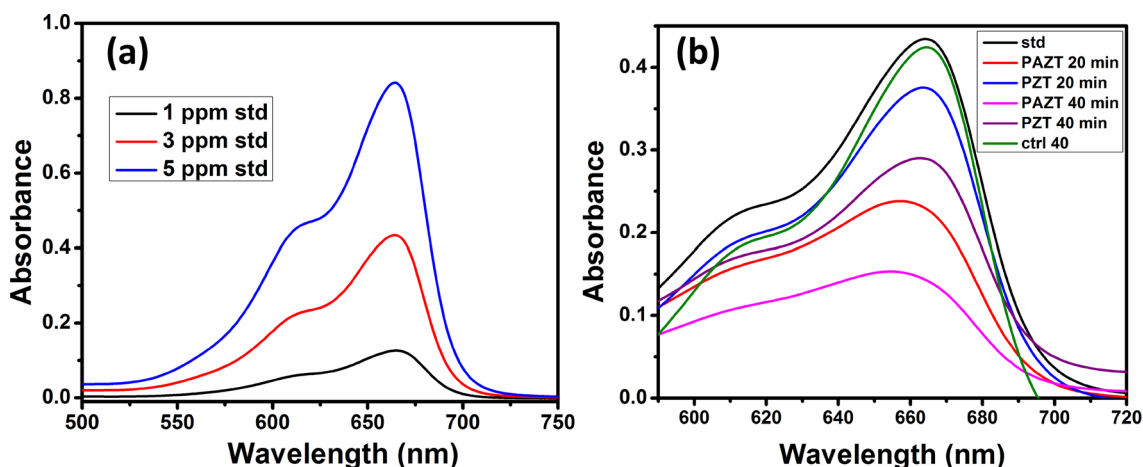 (a)
1 ppm std
3 ppm std
5 ppm std
Absorbance
1.0
0.8
0.6
0.4
0.2
0.0
500
550
600
650
700
750
Wavelength (nm)
(b)
std
PAZT 20 min
PZT 20 min
PAZT 40 min
PZT 40 min
ctrl 40
Absorbance
0.4
0.3
0.2
0.1
0.0
600
620
640
660
680
700
720
Wavelength (nm)